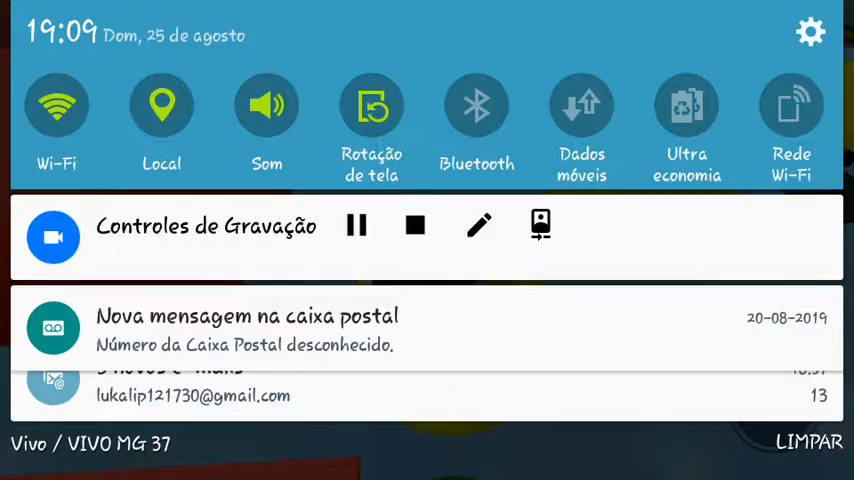 19:09 Dom, 25 de agosto
Wi-Fi
Local
Som
Rotação
de tela
Bluetooth
Dados
móveis
Ultra
economia
Rede
Wi-Fi
Controles de Gravação
Nova mensagem na caixa postal 20-08-2019
Número da Caixa Postal desconhecido.
lukalip121730@gmail.com 13
Vivo / VIVO MG 37 LIMPAR